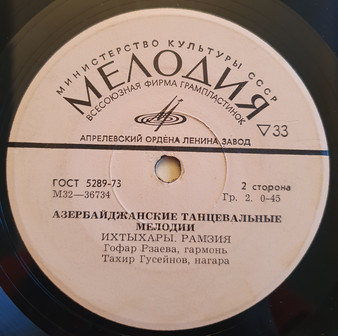 МИНИСТЕРСТВО КУЛЬТУРЫ СССР
МЕЛОДИЯ
ВСЕСОЮЗНАЯ ФИРМА ГРАМПЛАСТИНОК
АПРЕЛЕВСКИЙ ОРДЕНА ЛЕНИНА ЗАВОД
▽33
ГОСТ 5289-73
М32—36734
2 сторона
Гр. 2. 0-45
АЗЕРБАЙДЖАНСКИЕ ТАНЦЕВАЛЬНЫЕ
МЕЛОДИИ
ИХТЫХАРЫ. РАМЗИЯ
Гофар Рзаева, гармонь
Тахир Гусейнов, нагара